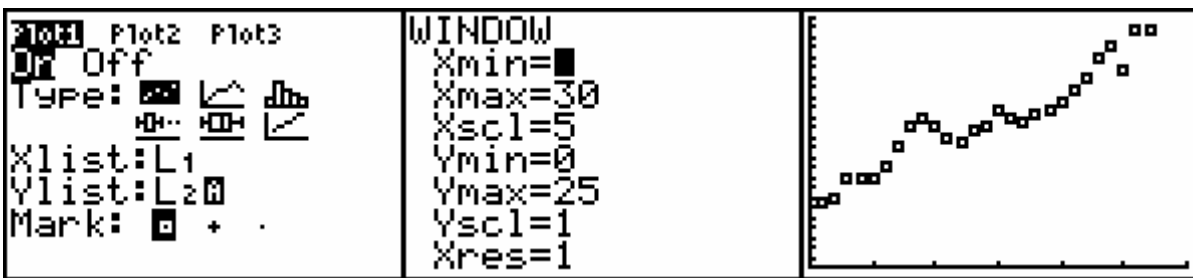 Plot1 Plot2 Plot3
On Off
Type:
Xlist:L1
Ylist:L2
Mark: + .
WINDOW
Xmin=
Xmax=30
Xscl=5
Ymin=0
Ymax=25
Yscl=1
Xres=1